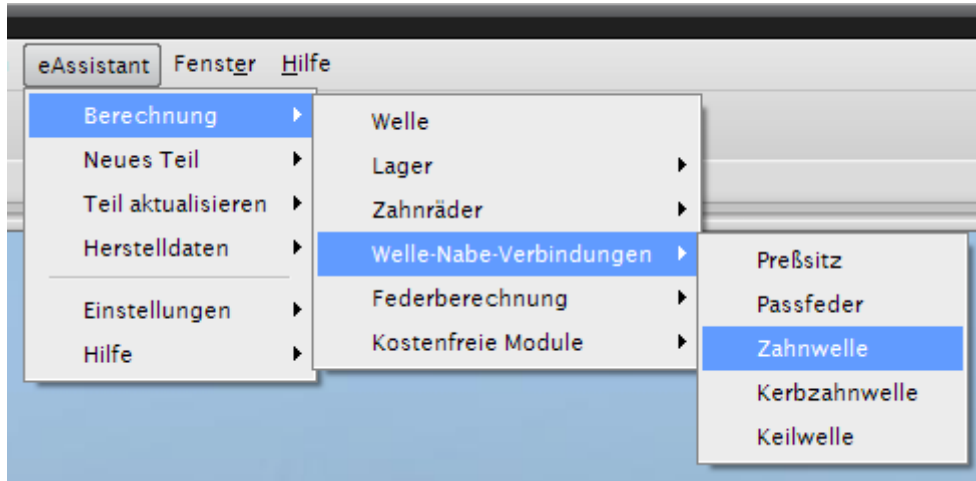 eAssistant Fenster Hilfe
Berechnung
Neues Teil
Teil aktualisieren
Herstelldaten
Einstellungen
Hilfe
Welle
Lager
Zahnräder
Welle-Nabe-Verbindungen
Federberechnung
Kostenfreie Module
Preßsitz
Passfeder
Zahnwelle
Kerbzahnwelle
Keilwelle